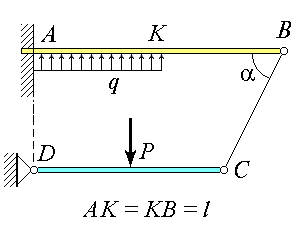 A K B
q α
D P C
AK = KB = l